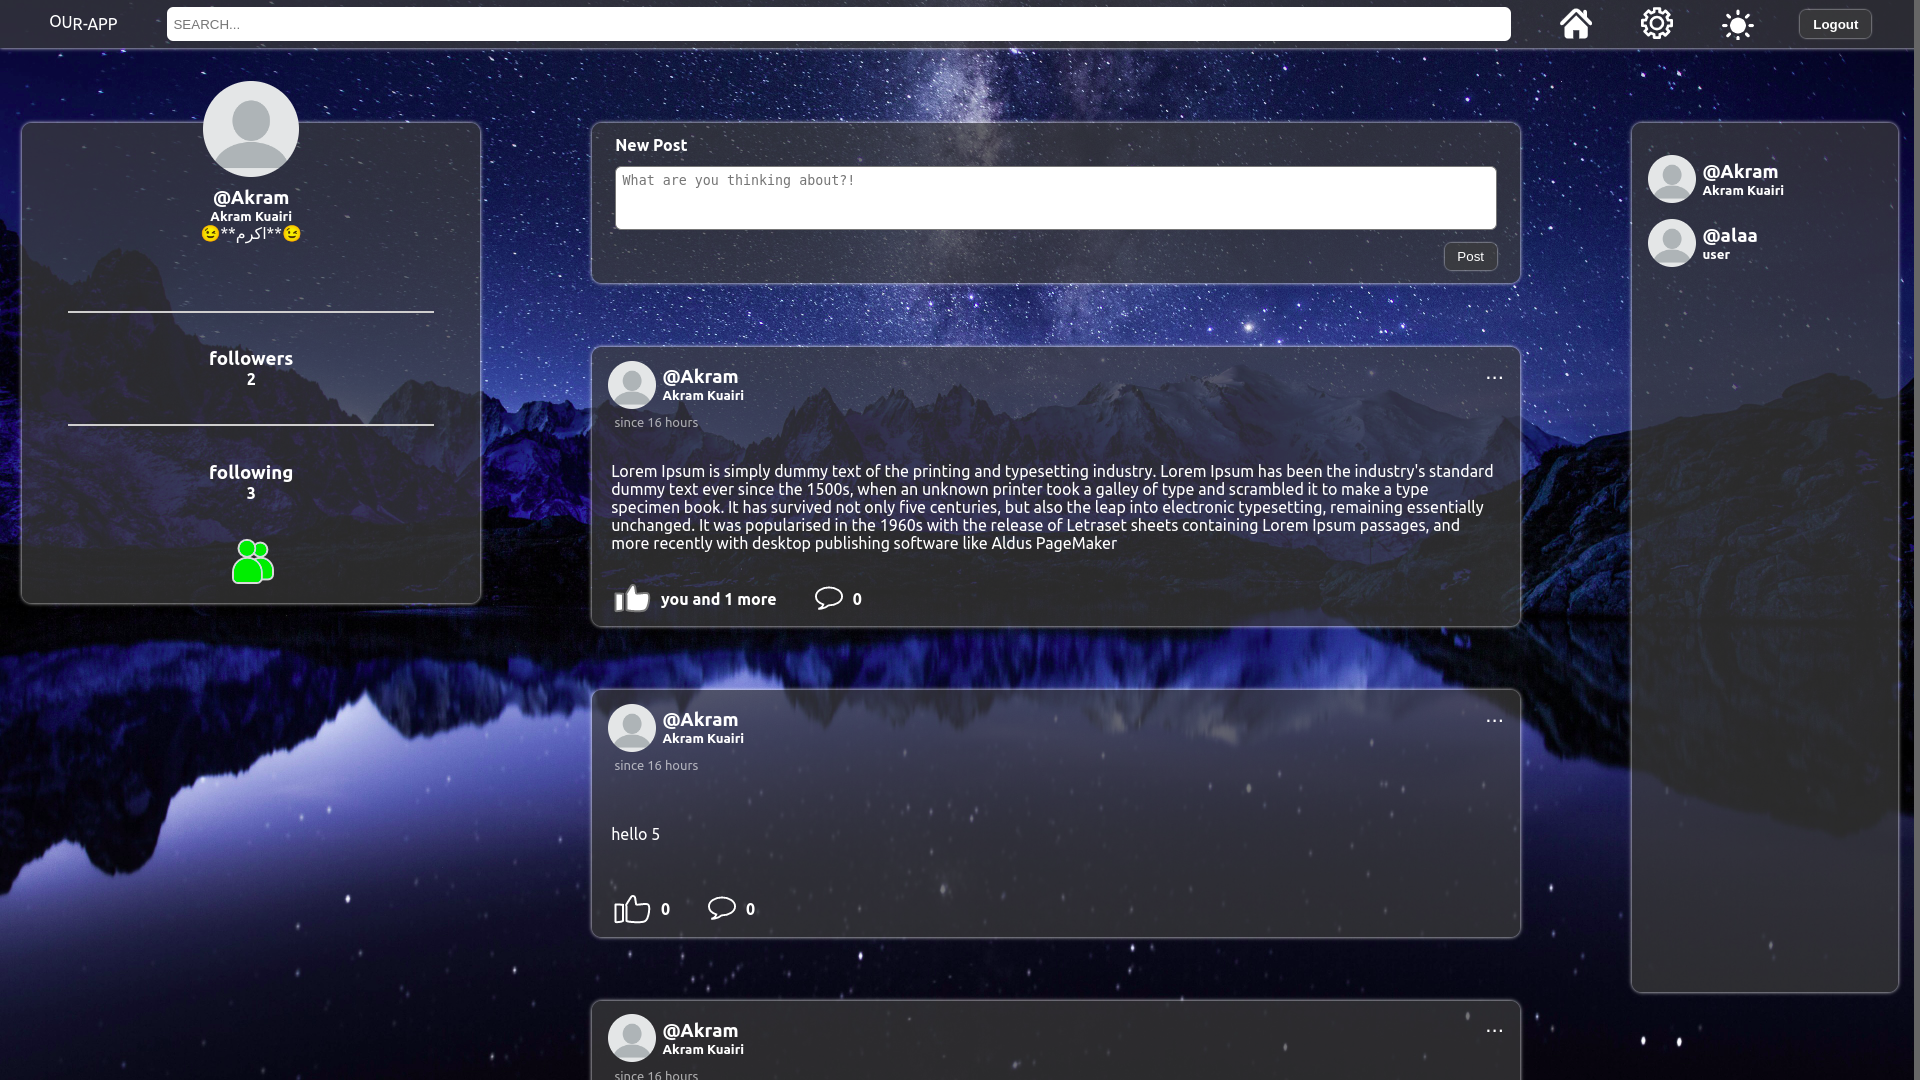 OUR-APP
SEARCH...
Logout
@Akram
Akram Kuairi
😉**اكرم**😉
followers
2
following
3
New Post
What are you thinking about?!
Post
@Akram
Akram Kuairi
...
since 16 hours
Lorem Ipsum is simply dummy text of the printing and typesetting industry. Lorem Ipsum has been the industry's standard
dummy text ever since the 1500s, when an unknown printer took a galley of type and scrambled it to make a type
specimen book. It has survived not only five centuries, but also the leap into electronic typesetting, remaining essentially
unchanged. It was popularised in the 1960s with the release of Letraset sheets containing Lorem Ipsum passages, and
more recently with desktop publishing software like Aldus PageMaker
you and 1 more 0
@Akram
Akram Kuairi
...
since 16 hours
hello 5
0 0
@Akram
Akram Kuairi
...
since 16 hours
@Akram
Akram Kuairi
@alaa
user